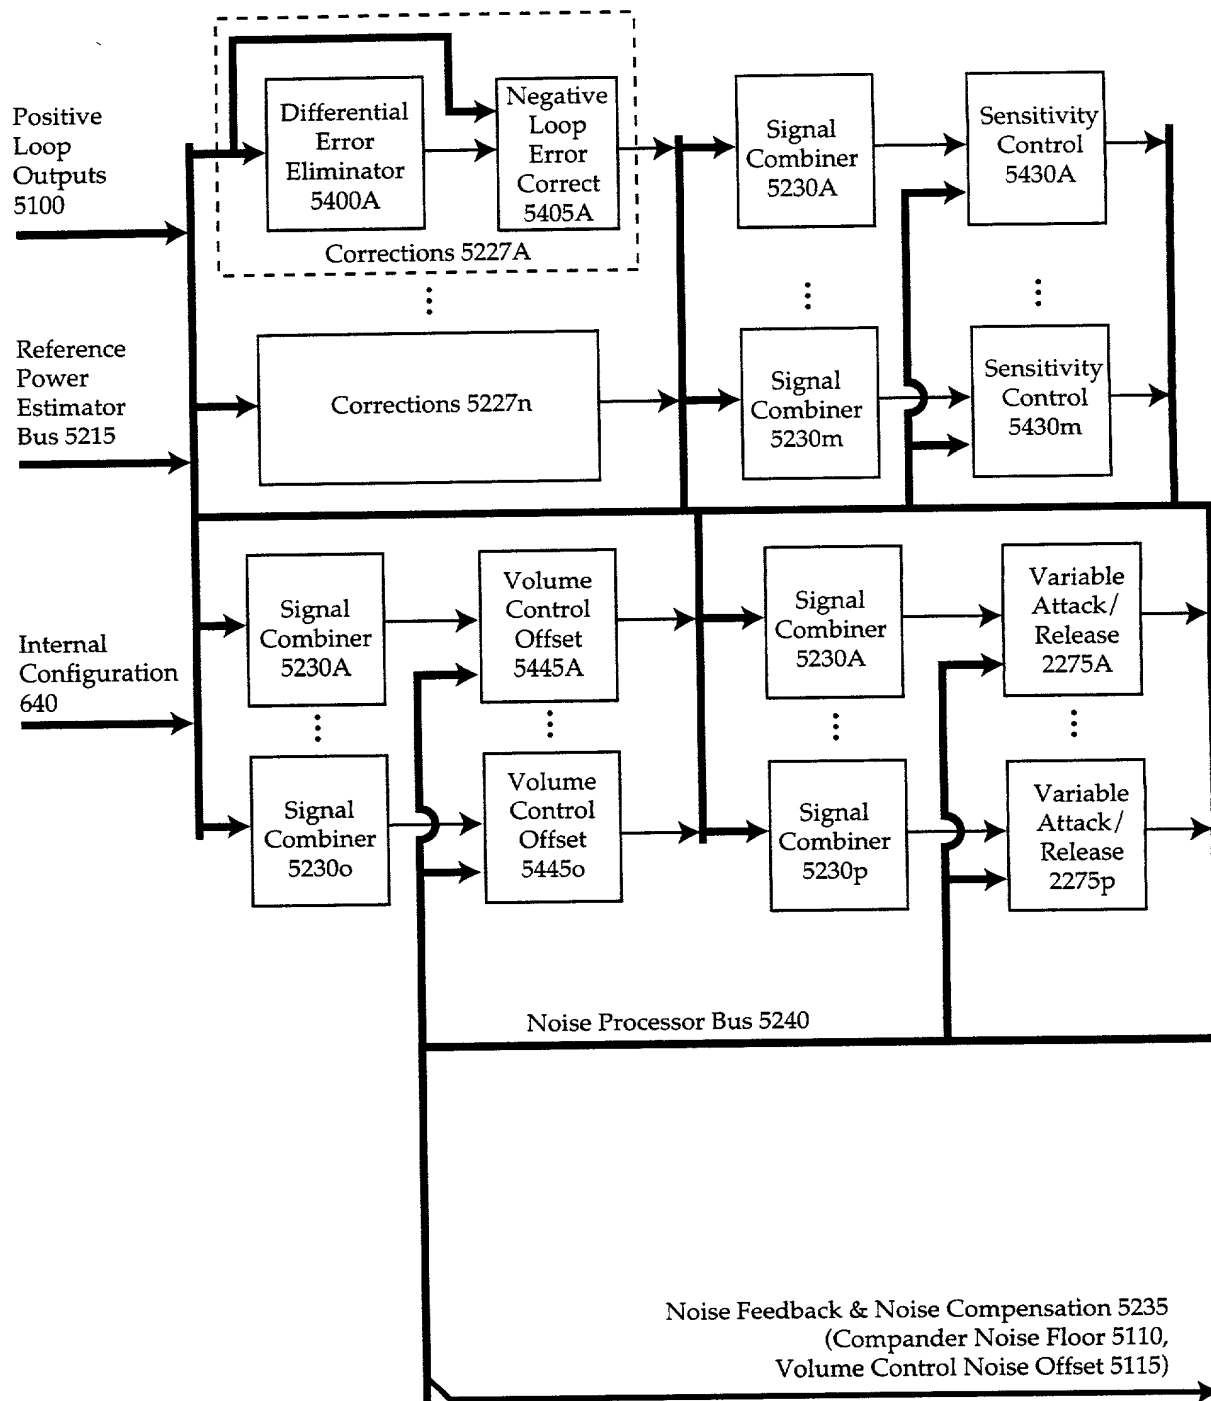 Positive
Loop
Outputs
5100
Differential
Error
Eliminator
5400A
Negative
Loop
Error
Correct
5405A
Corrections 5227A
Signal
Combiner
5230A
Sensitivity
Control
5430A
Reference
Power
Estimator
Bus 5215
Corrections 5227n
Signal
Combiner
5230m
Sensitivity
Control
5430m
Internal
Configuration
640
Signal
Combiner
5230A
Volume
Control
Offset
5445A
Signal
Combiner
5230A
Variable
Attack/
Release
2275A
Signal
Combiner
5230o
Volume
Control
Offset
5445o
Signal
Combiner
5230p
Variable
Attack/
Release
2275p
Noise Processor Bus 5240
Noise Feedback & Noise Compensation 5235
(Compander Noise Floor 5110,
Volume Control Noise Offset 5115)